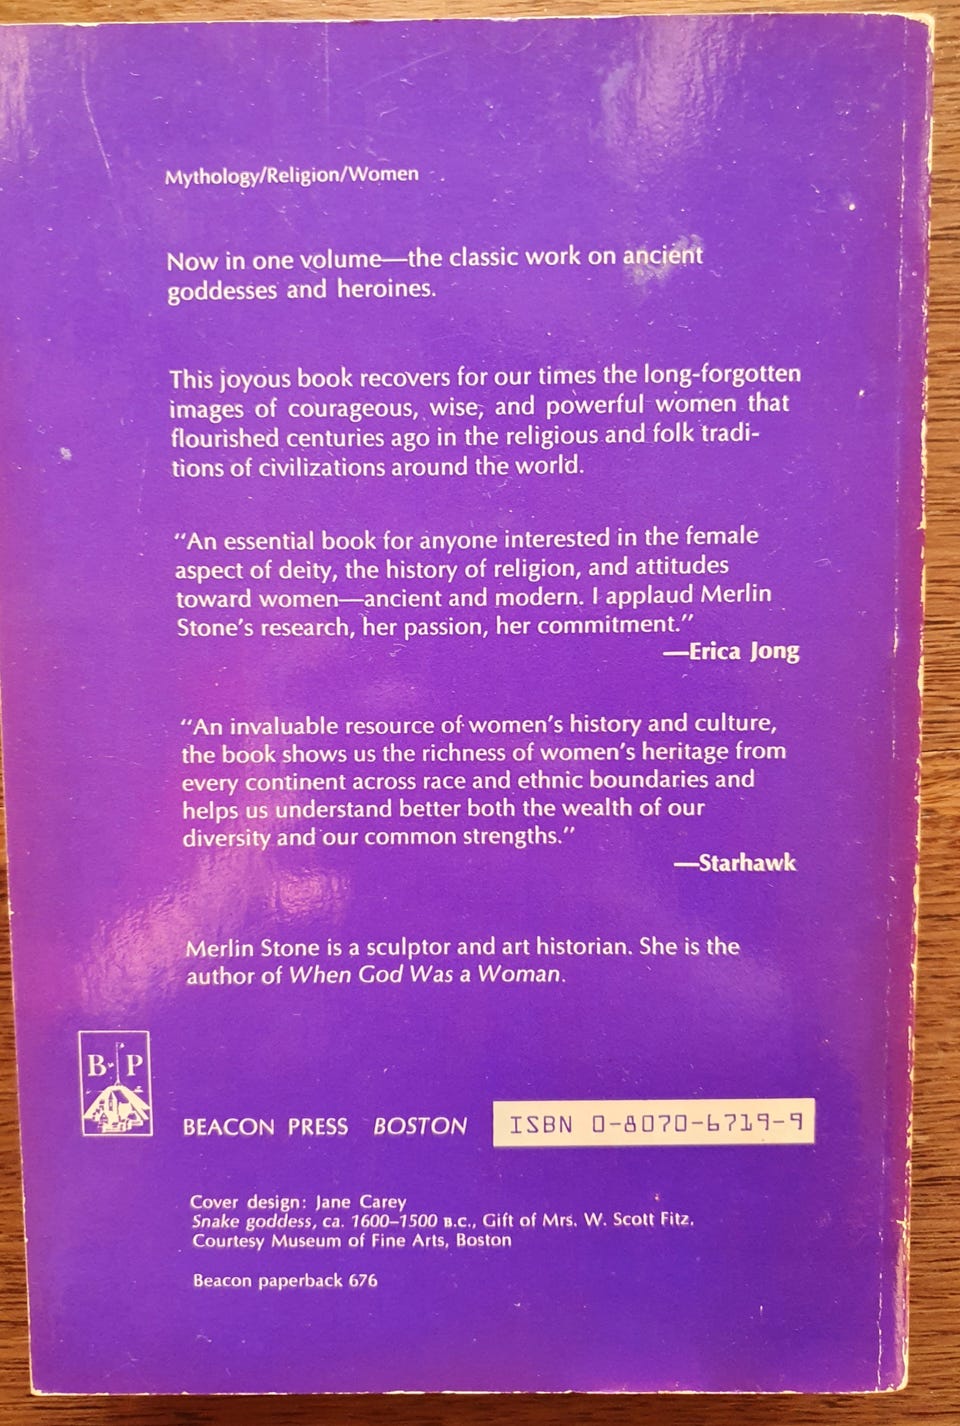 Mythology/Religion/Women
Now in one volume—the classic work on ancient
goddesses and heroines.
This joyous book recovers for our times the long-forgotten
images of courageous, wise, and powerful women that
flourished centuries ago in the religious and folk tradi-
tions of civilizations around the world.
“An essential book for anyone interested in the female
aspect of deity, the history of religion, and attitudes
toward women—ancient and modern. I applaud Merlin
Stone’s research, her passion, her commitment.”
—Erica Jong
“An invaluable resource of women’s history and culture,
the book shows us the richness of women’s heritage from
every continent across race and ethnic boundaries and
helps us understand better both the wealth of our
diversity and our common strengths.”
—Starhawk
Merlin Stone is a sculptor and art historian. She is the
author of When God Was a Woman.
B P
BEACON PRESS BOSTON
ISBN 0-8070-6719-9
Cover design: Jane Carey
Snake goddess, ca. 1600–1500 B.C., Gift of Mrs. W. Scott Fitz.
Courtesy Museum of Fine Arts, Boston
Beacon paperback 676